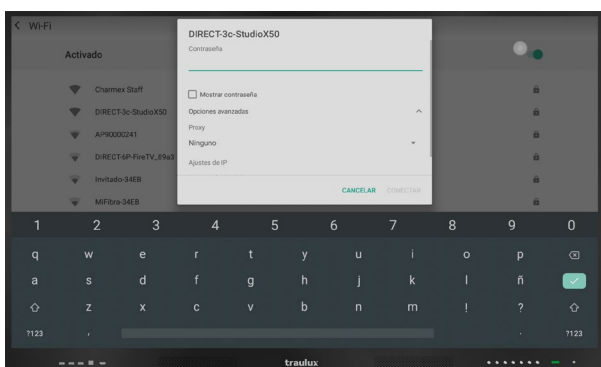 Wi-Fi
Activado
Charmex Staff
DIRECT-3c-StudioX50
AP90000241
DIRECT-6P-FireTV_89a3
Invitado-34EB
MiFibra-34EB
DIRECT-3c-StudioX50
Contraseña
Mostrar contraseña
Opciones avanzadas
Proxy
Ninguno
Ajustes de IP
CANCELAR CONECTAR
1 2 3 4 5 6 7 8 9 0
q w e r t y u i o p
a s d f g h j k l ñ
z x c v b n m ! ?
?123 , . ?123
traulux